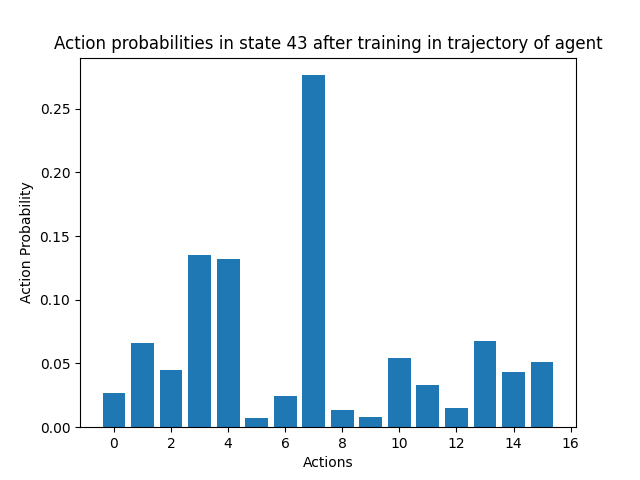 Action probabilities in state 43 after training in trajectory of agent
Action Probability
0.25
0.20
0.15
0.10
0.05
0.00
0 2 4 6 8 10 12 14 16
Actions